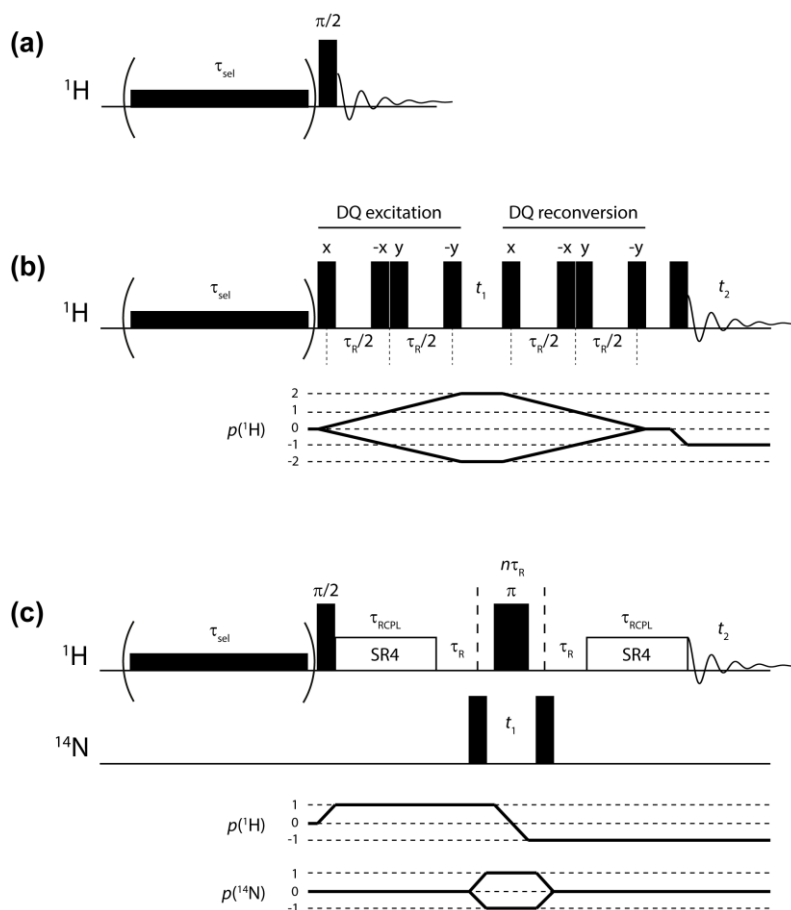 (a)
π/2
τsel
¹H
DQ excitation DQ reconversion
(b)
x -x y -y x -x y -y
τsel t₁ t₂
¹H
τR/2 τR/2 τR/2 τR/2
2
1
p(¹H) 0
-1
-2
nτR
(c)
π/2 π
τsel τRCPL τR τR τRCPL t₂
¹H
SR4 SR4
t₁
¹⁴N
1
p(¹H) 0
-1
1
p(¹⁴N) 0
-1